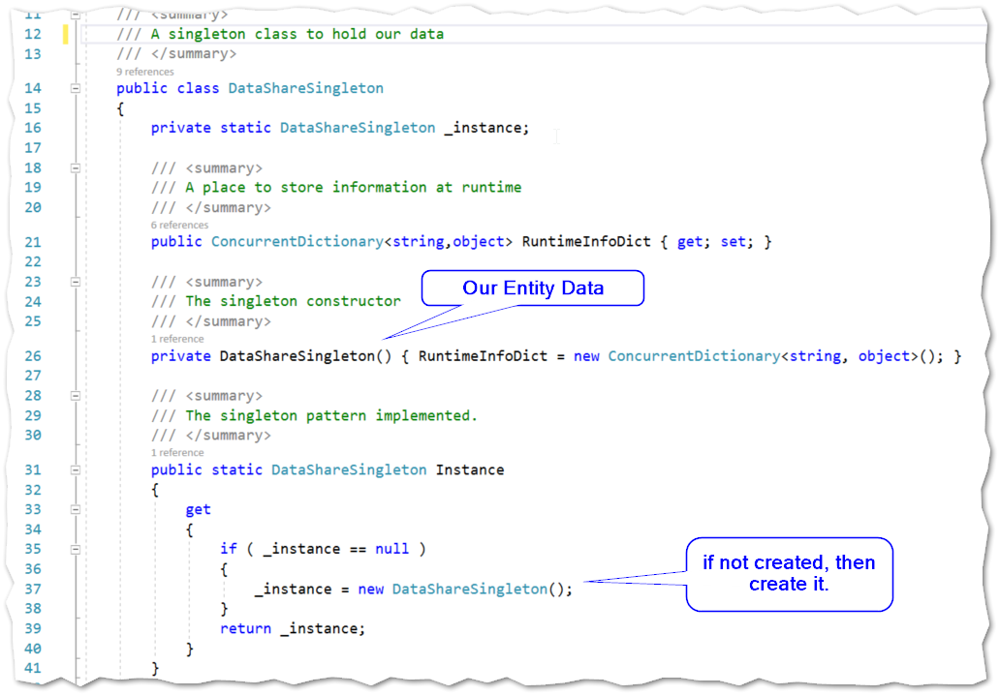 11 /// <summary>
12 /// A singleton class to hold our data
13 /// </summary>
9 references
14 public class DataShareSingleton
15 {
16 private static DataShareSingleton _instance;
17
18 /// <summary>
19 /// A place to store information at runtime
20 /// </summary>
6 references
21 public ConcurrentDictionary<string,object> RuntimeInfoDict { get; set; }
22
23 /// <summary>
Our Entity Data
24 /// The singleton constructor
25 /// </summary>
1 reference
26 private DataShareSingleton() { RuntimeInfoDict = new ConcurrentDictionary<string, object>(); }
27
28 /// <summary>
29 /// The singleton pattern implemented.
30 /// </summary>
1 reference
31 public static DataShareSingleton Instance
32 {
33 get
34 {
35 if ( _instance == null )
36 {
37 _instance = new DataShareSingleton();
if not created, then
create it.
38 }
39 return _instance;
40 }
41 }